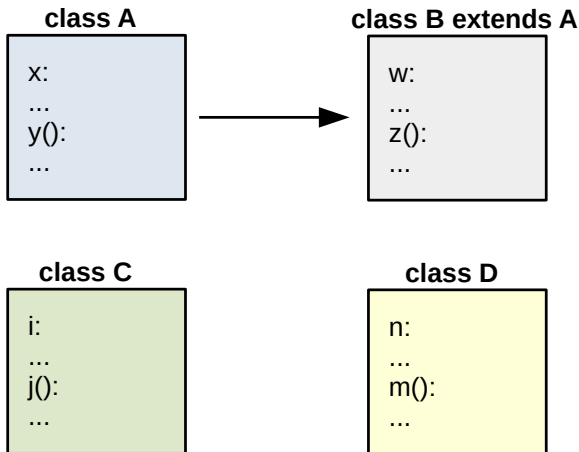 class A
x:
...
y():
...
class B extends A
w:
...
z():
...
class C
i:
...
j():
...
class D
n:
...
m():
...